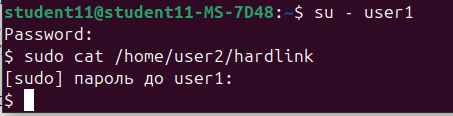 student11@student11-MS-7D48:~$ su - user1
Password:
$ sudo cat /home/user2/hardlink
[sudo] пароль до user1:
$